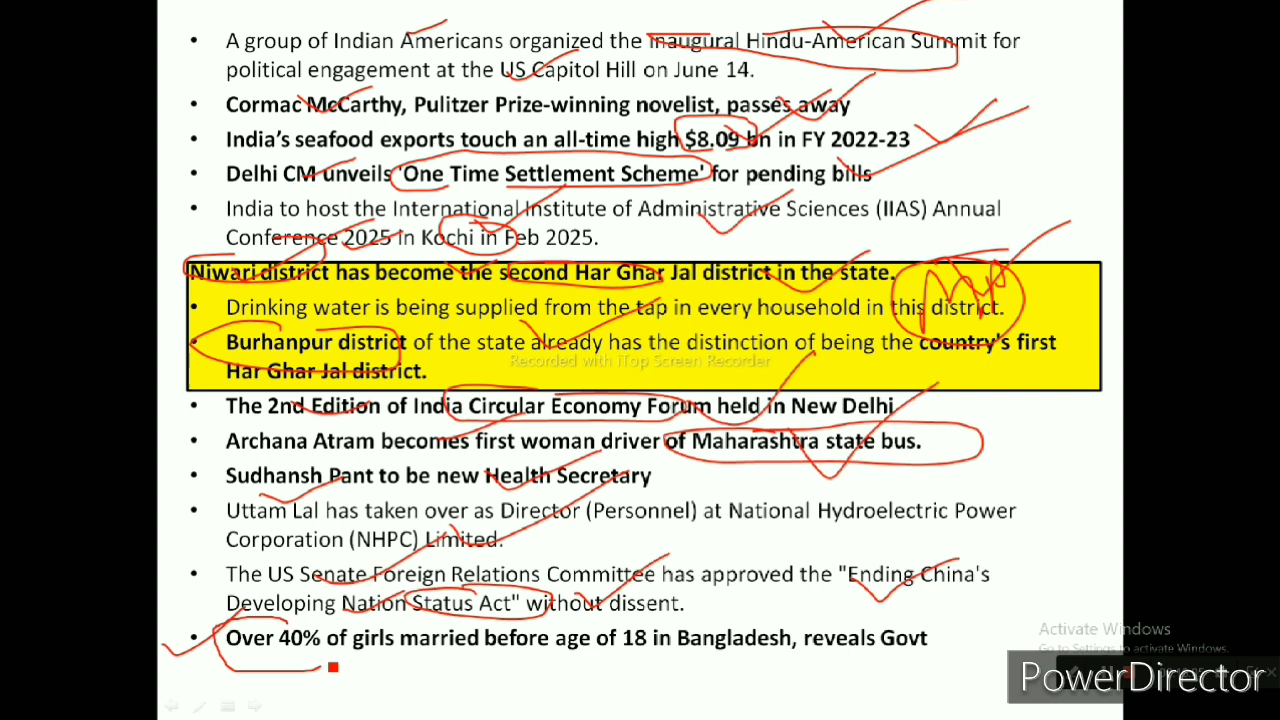 • A group of Indian Americans organized the inaugural Hindu-American Summit for
political engagement at the US Capitol Hill on June 14.
• Cormac McCarthy, Pulitzer Prize-winning novelist, passes away
• India's seafood exports touch an all-time high $8.09 bn in FY 2022-23
• Delhi CM unveils 'One Time Settlement Scheme' for pending bills
• India to host the International Institute of Administrative Sciences (IIAS) Annual
Conference 2025 in Kochi in Feb 2025.
Niwari district has become the second Har Ghar Jal district in the state.
• Drinking water is being supplied from the tap in every household in this district.
• Burhanpur district of the state already has the distinction of being the country's first
Har Ghar Jal district.
Recorded with iTop Screen Recorder
• The 2nd Edition of India Circular Economy Forum held in New Delhi
• Archana Atram becomes first woman driver of Maharashtra state bus.
• Sudhansh Pant to be new Health Secretary
• Uttam Lal has taken over as Director (Personnel) at National Hydroelectric Power
Corporation (NHPC) Limited.
• The US Senate Foreign Relations Committee has approved the "Ending China's
Developing Nation Status Act" without dissent.
• Over 40% of girls married before age of 18 in Bangladesh, reveals Govt
Activate Windows
Go to Settings to activate Windows.
PowerDirector